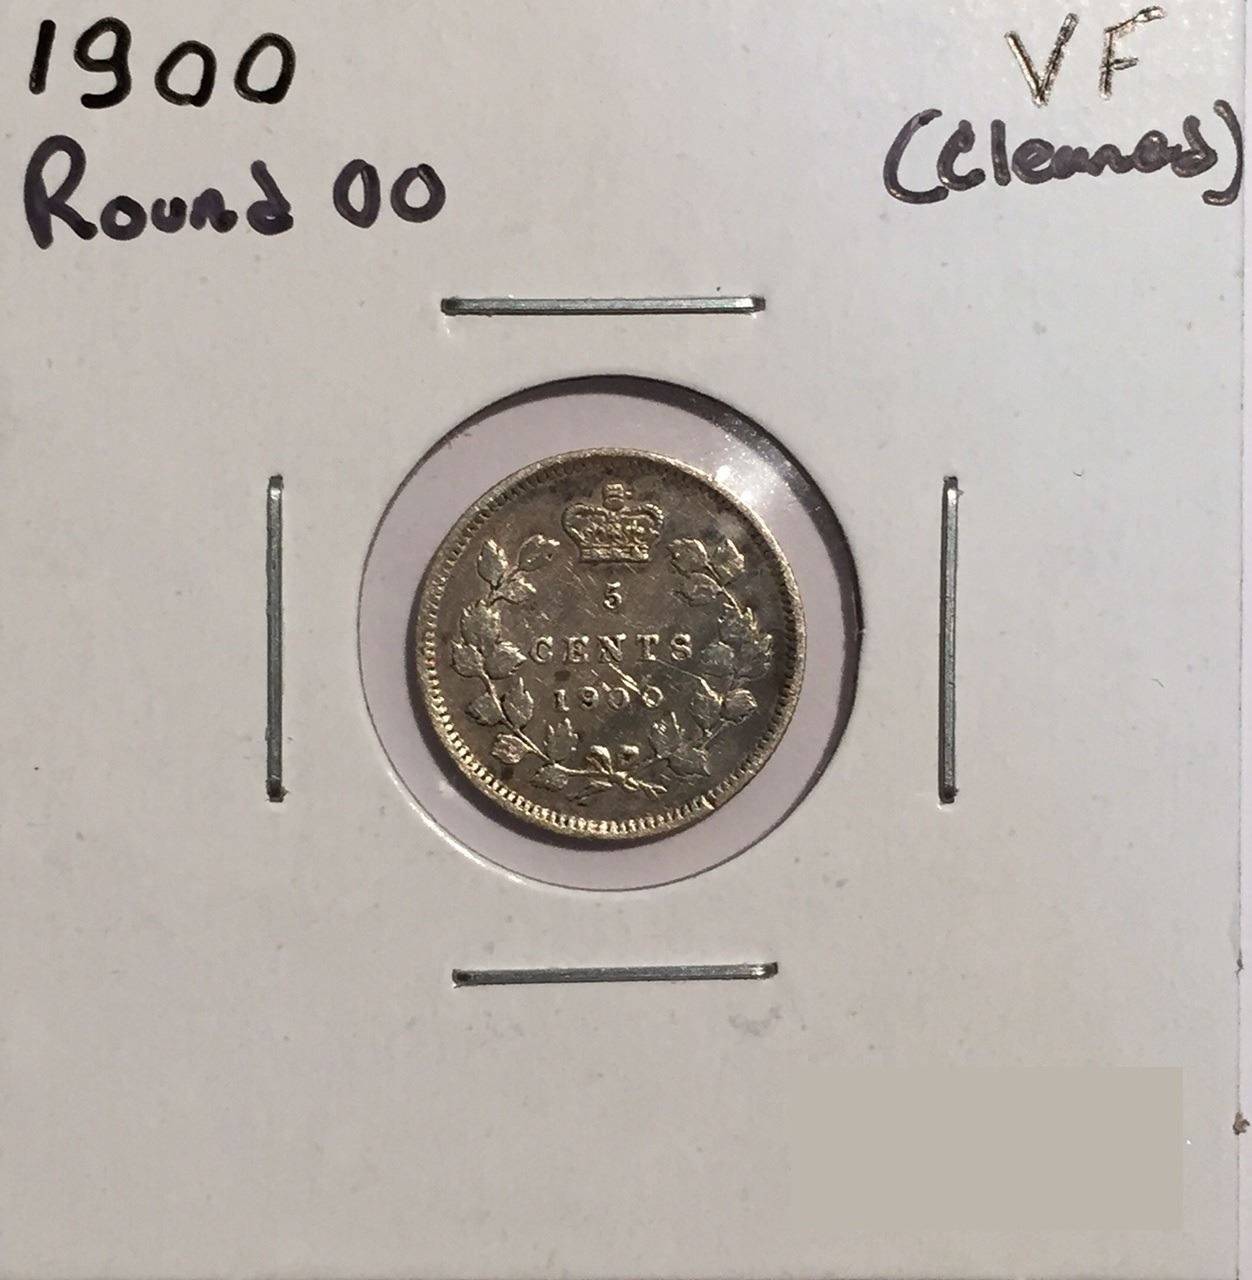 1900
VF
Round 00
(Cleaned)
5
CENTS
1900